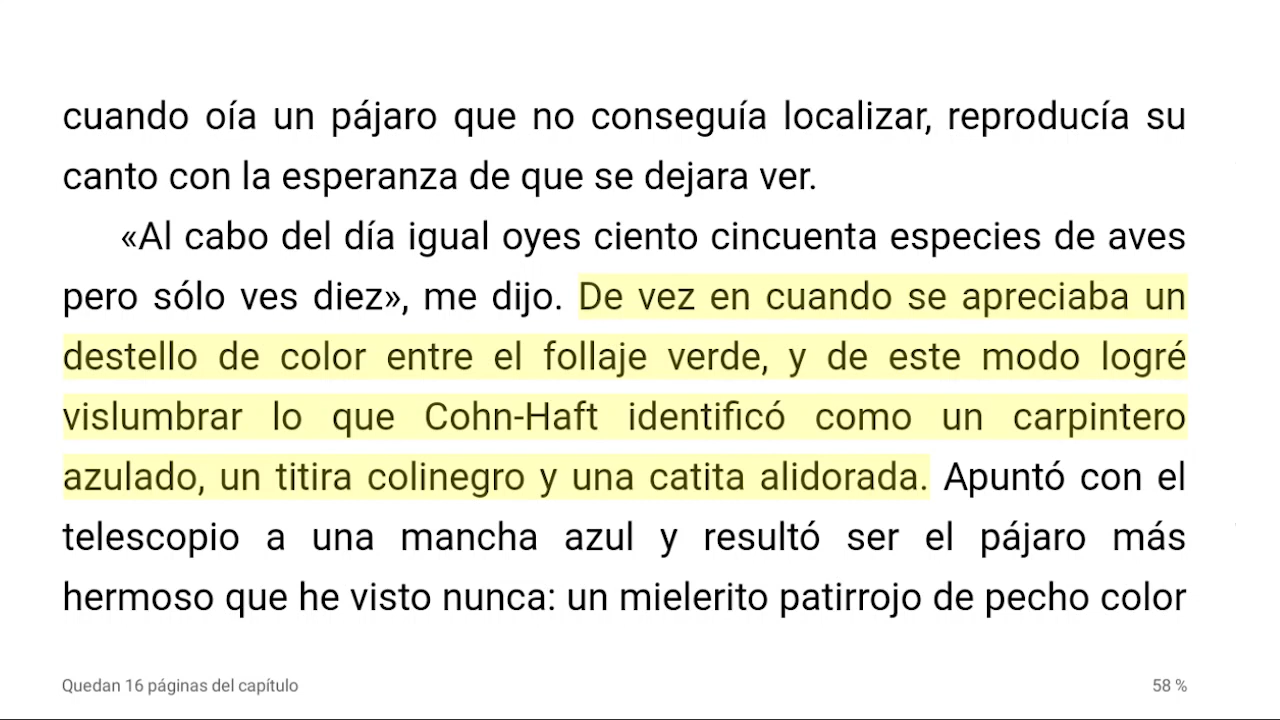 cuando oía un pájaro que no conseguía localizar, reproducía su
canto con la esperanza de que se dejara ver.
«Al cabo del día igual oyes ciento cincuenta especies de aves
pero sólo ves diez», me dijo. De vez en cuando se apreciaba un
destello de color entre el follaje verde, y de este modo logré
vislumbrar lo que Cohn-Haft identificó como un carpintero
azulado, un titira colinegro y una catita alidorada. Apuntó con el
telescopio a una mancha azul y resultó ser el pájaro más
hermoso que he visto nunca: un mielerito patirrojo de pecho color
Quedan 16 páginas del capítulo
58 %